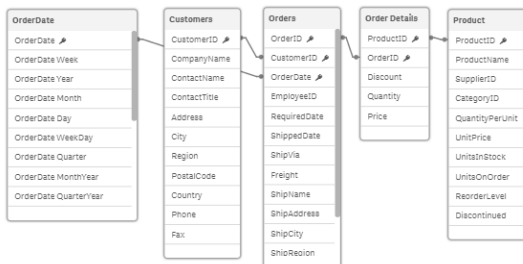 OrderDate
OrderDate
OrderDate Week
OrderDate Year
OrderDate Month
OrderDate Day
OrderDate WeekDay
OrderDate Quarter
OrderDate MonthYear
OrderDate QuarterYear
Customers
CustomerID
CompanyName
ContactName
ContactTitle
Address
City
Region
PostalCode
Country
Phone
Fax
Orders
OrderID
CustomerID
OrderDate
EmployeeID
RequiredDate
ShippedDate
ShipVia
Freight
ShipName
ShipAddress
ShipCity
ShipRegion
Order Details
ProductID
OrderID
Discount
Quantity
Price
Product
ProductID
ProductName
SupplierID
CategoryID
QuantityPerUnit
UnitPrice
UnitsInStock
UnitsOnOrder
ReorderLevel
Discontinued